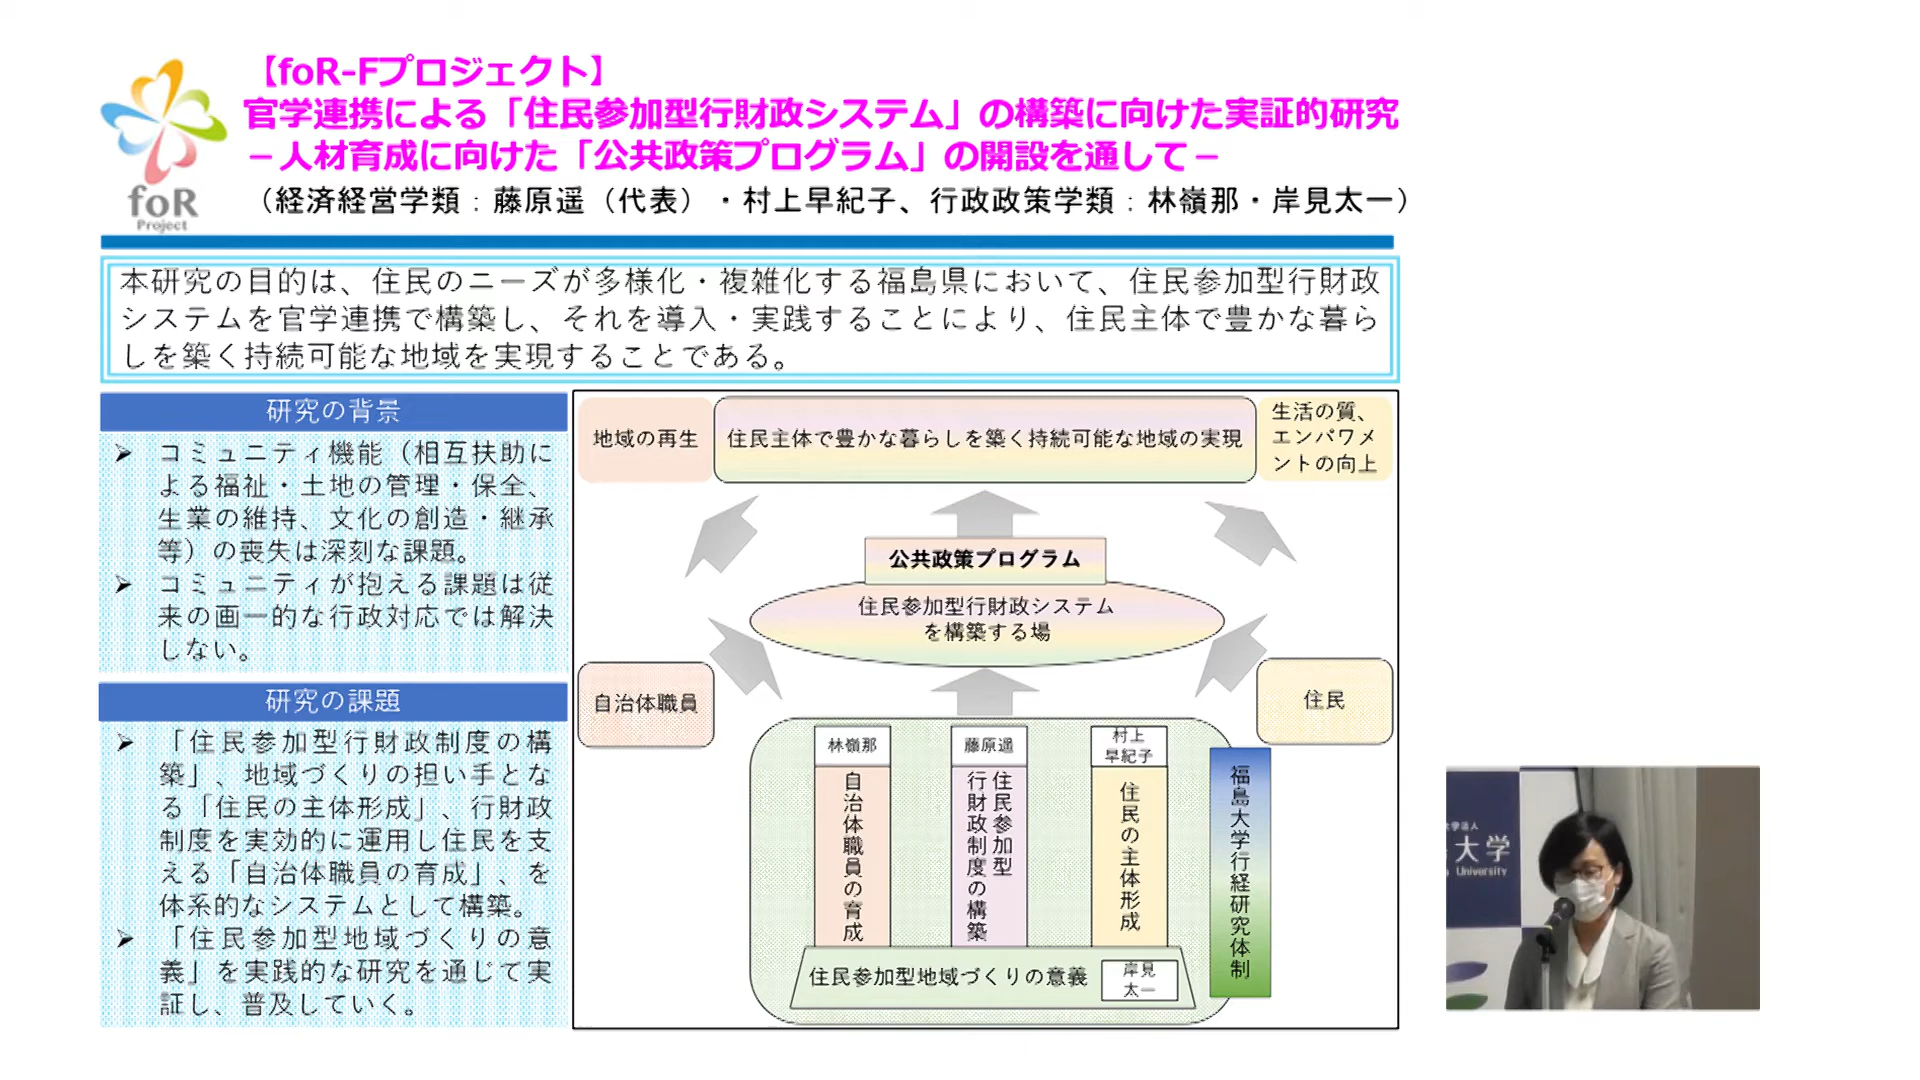 【foR-Fプロジェクト】
官学連携による「住民参加型行財政システム」の構築に向けた実証的研究
－人材育成に向けた「公共政策プログラム」の開設を通して－
（経済経営学類：藤原遥（代表）・村上早紀子、行政政策学類：林嶺那・岸見太一）
foR
Project
本研究の目的は、住民のニーズが多様化・複雑化する福島県において、住民参加型行財政
システムを官学連携で構築し、それを導入・実践することにより、住民主体で豊かな暮ら
しを築く持続可能な地域を実現することである。
研究の背景
➢ コミュニティ機能（相互扶助に
よる福祉・土地の管理・保全、
生業の維持、文化の創造・継承
等）の喪失は深刻な課題。
➢ コミュニティが抱える課題は従
来の画一的な行政対応では解決
しない。
研究の課題
➢ 「住民参加型行財政制度の構
築」、地域づくりの担い手とな
る「住民の主体形成」、行財政
制度を実効的に運用し住民を支
える「自治体職員の育成」、を
体系的なシステムとして構築。
➢ 「住民参加型地域づくりの意
義」を実践的な研究を通じて実
証し、普及していく。
地域の再生
住民主体で豊かな暮らしを築く持続可能な地域の実現
生活の質、
エンパワメ
ントの向上
公共政策プログラム
住民参加型行財政システム
を構築する場
自治体職員
住民
林嶺那
自治体職員の育成
藤原遥
住民参加型
行財政制度の構築
村上
早紀子
住民の主体形成
福島大学行経研究体制
住民参加型地域づくりの意義
岸見
太一
大学
University